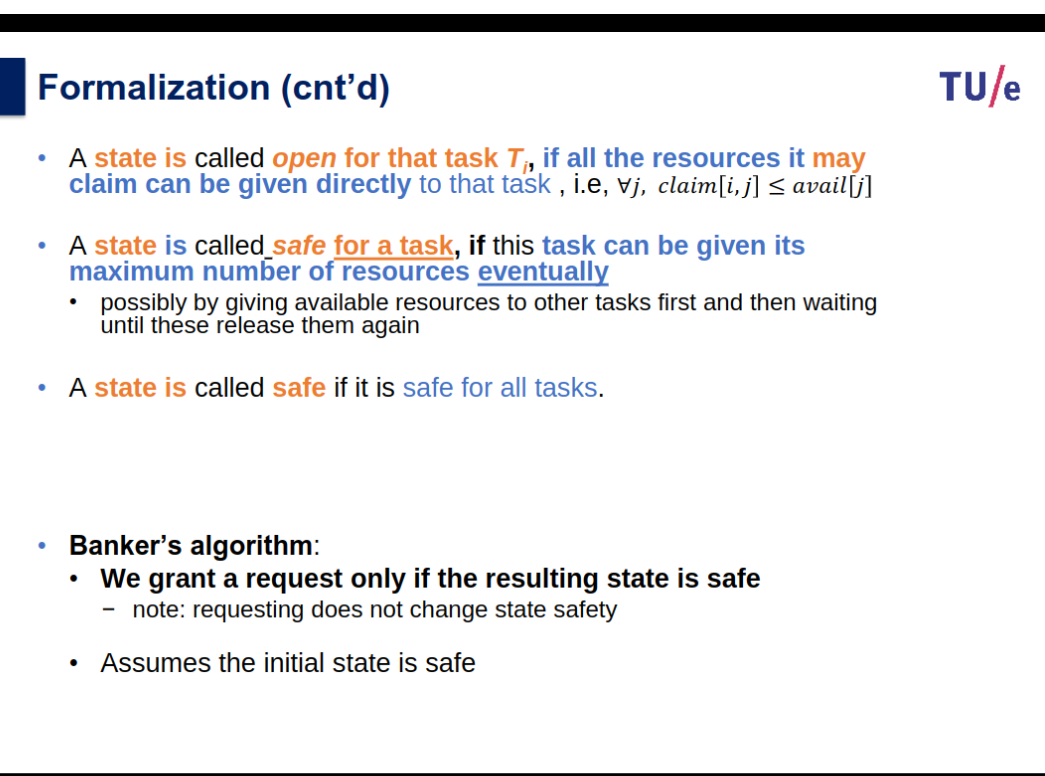 Formalization (cnt’d)
TU/e
• A state is called open for that task Tᵢ, if all the resources it may
claim can be given directly to that task , i.e, ∀j, claim[i, j] ≤ avail[j]
• A state is called safe for a task, if this task can be given its
maximum number of resources eventually
• possibly by giving available resources to other tasks first and then waiting
until these release them again
• A state is called safe if it is safe for all tasks.
• Banker’s algorithm:
• We grant a request only if the resulting state is safe
− note: requesting does not change state safety
• Assumes the initial state is safe